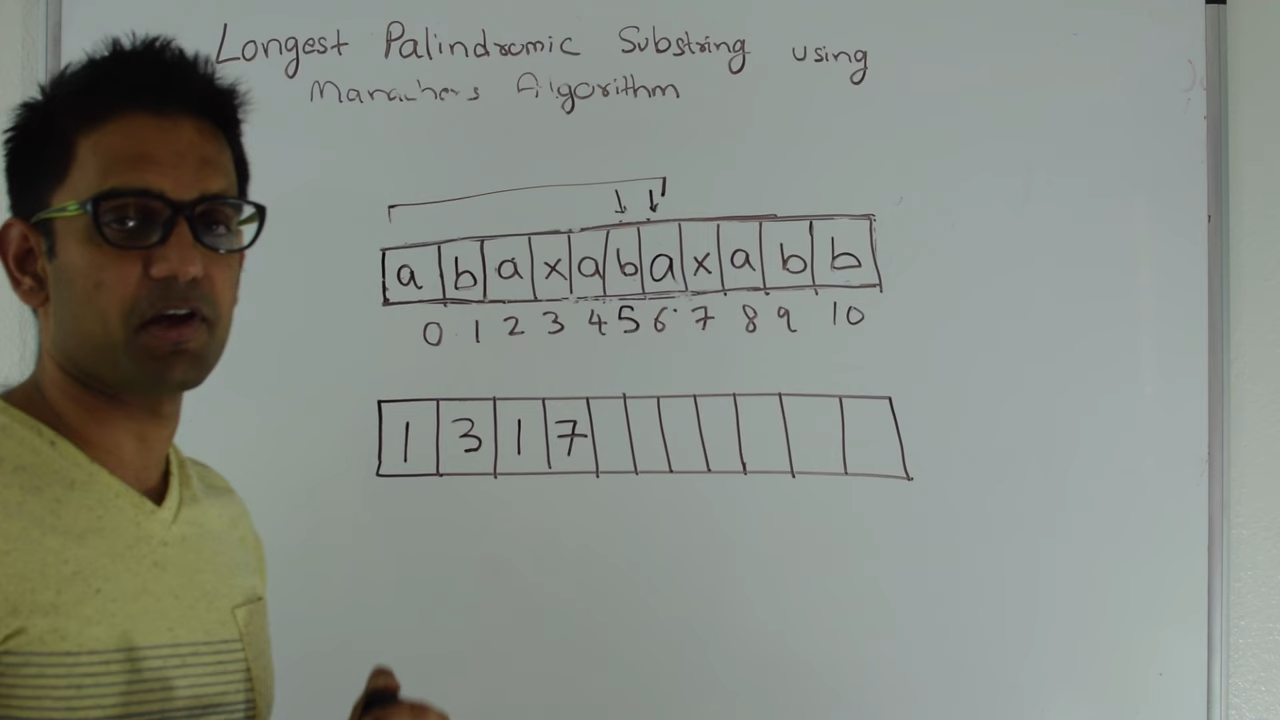 Longest Palindromic Substring using
Manachers Algorithm
a b a x a b a x a b b
0 1 2 3 4 5 6 7 8 9 10
1 3 1 7